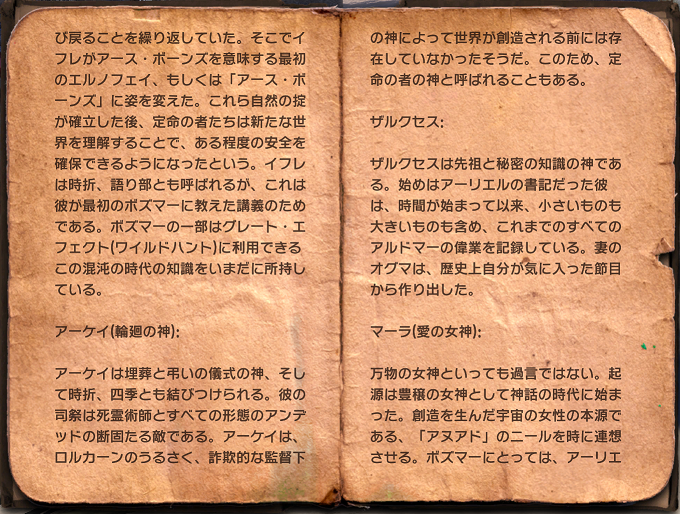 び戻ることを繰り返していた。そこでイ
フレがアース・ボーンズを意味する最初
のエルノフェイ、もしくは「アース・ボ
ーンズ」に姿を変えた。これら自然の掟
が確立した後、定命の者たちは新たな世
界を理解することで、ある程度の安全を
確保できるようになったという。イフレ
は時折、語り部とも呼ばれるが、これは
彼が最初のボズマーに教えた講義のため
である。ボズマーの一部はグレート・エ
フェクト(ワイルドハント)に利用できる
この混沌の時代の知識をいまだに所持し
ている。
アーケイ(輪廻の神):
アーケイは埋葬と弔いの儀式の神、そし
て時折、四季とも結びつけられる。彼の
司祭は死霊術師とすべての形態のアンデ
ッドの断固たる敵である。アーケイは、
ロルカーンのうるさく、詐欺的な監督下
の神によって世界が創造される前には存
在していなかったそうだ。このため、定
命の者の神と呼ばれることもある。
ザルクセス:
ザルクセスは先祖と秘密の知識の神であ
る。始めはアーリエルの書記だった彼
は、時間が始まって以来、小さいものも
大きいものも含め、これまでのすべての
アルドマーの偉業を記録している。妻の
オグマは、歴史上自分が気に入った節目
から作り出した。
マーラ(愛の女神):
万物の女神といっても過言ではない。起
源は豊穣の女神として神話の時代に始ま
った。創造を生んだ宇宙の女性の本源で
ある、「アヌアド」のニールを時に連想
させる。ボズマーにとっては、アーリエ